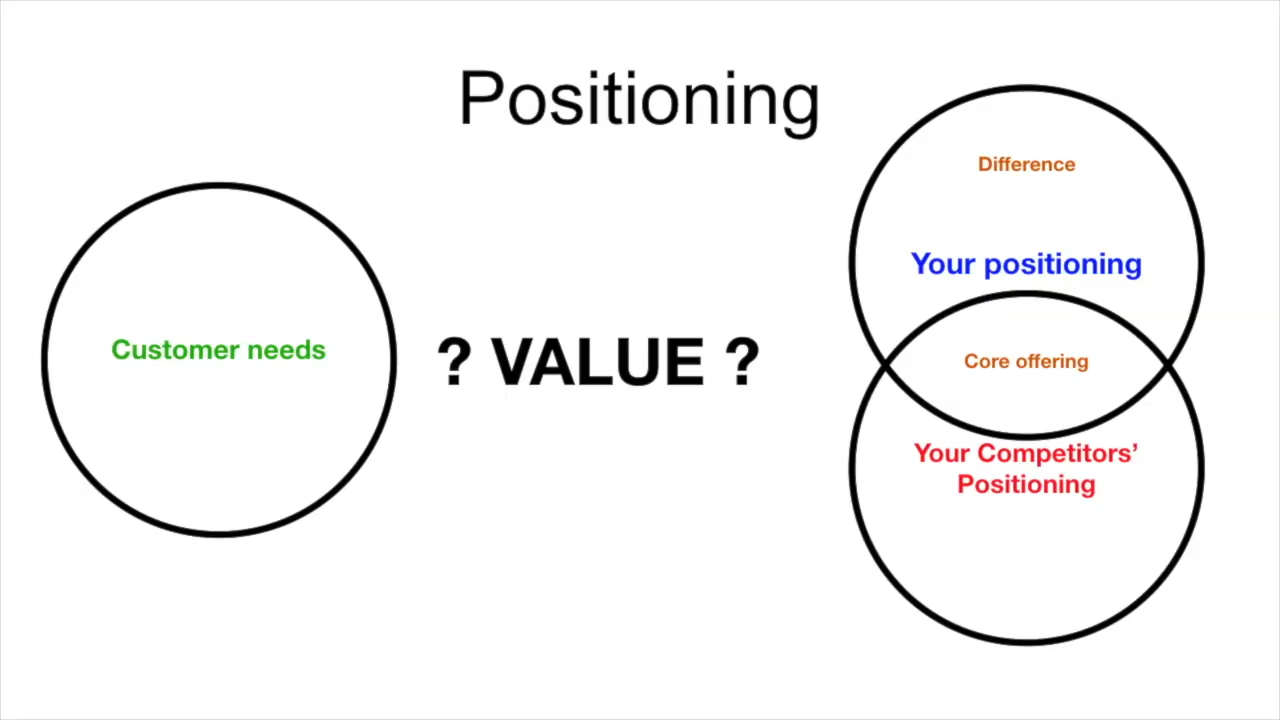 Positioning
Difference
Your positioning
Customer needs
? VALUE ?
Core offering
Your Competitors’
Positioning